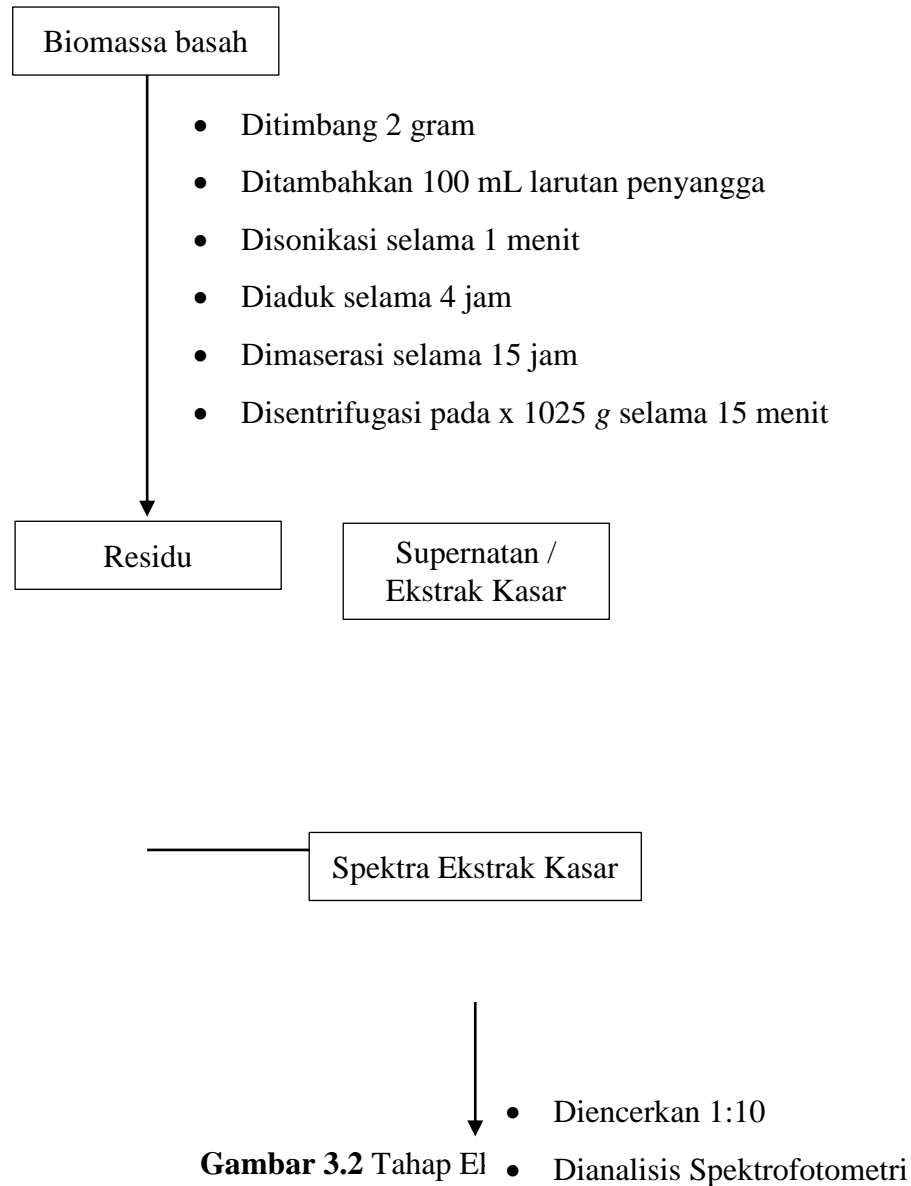 Biomassa basah
• Ditimbang 2 gram
• Ditambahkan 100 mL larutan penyangga
• Disonikasi selama 1 menit
• Diaduk selama 4 jam
• Dimaserasi selama 15 jam
• Disentrifugasi pada x 1025 g selama 15 menit
Residu
Supernatan /
Ekstrak Kasar
Spektra Ekstrak Kasar
• Diencerkan 1:10
Gambar 3.2 Tahap
• Dianalisis Spektrofotometri